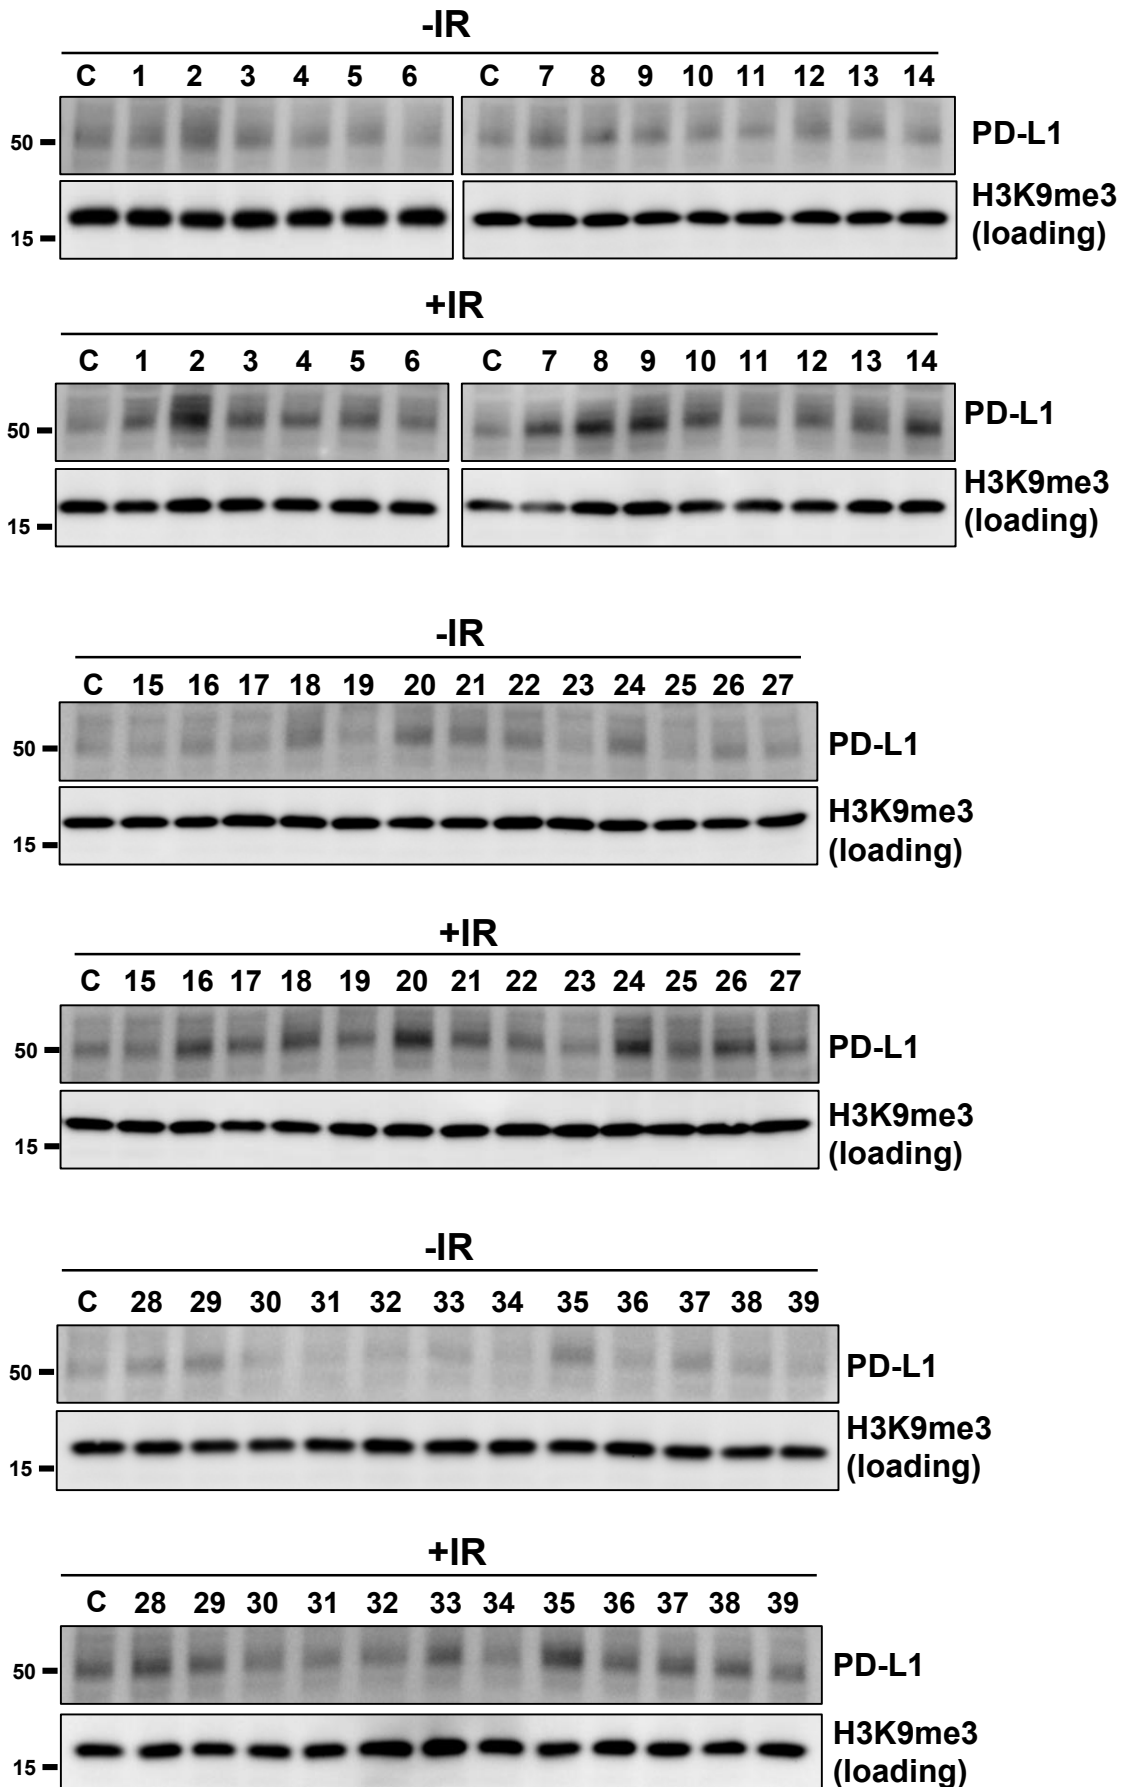 -IR
C 1 2 3 4 5 6 C 7 8 9 10 11 12 13 14
50 PD-L1
H3K9me3
15 (loading)
+IR
C 1 2 3 4 5 6 C 7 8 9 10 11 12 13 14
50 PD-L1
H3K9me3
15 (loading)
-IR
C 15 16 17 18 19 20 21 22 23 24 25 26 27
50 PD-L1
H3K9me3
15 (loading)
+IR
C 15 16 17 18 19 20 21 22 23 24 25 26 27
50 PD-L1
H3K9me3
15 (loading)
-IR
C 28 29 30 31 32 33 34 35 36 37 38 39
50 PD-L1
H3K9me3
15 (loading)
+IR
C 28 29 30 31 32 33 34 35 36 37 38 39
50 PD-L1
H3K9me3
15 (loading)